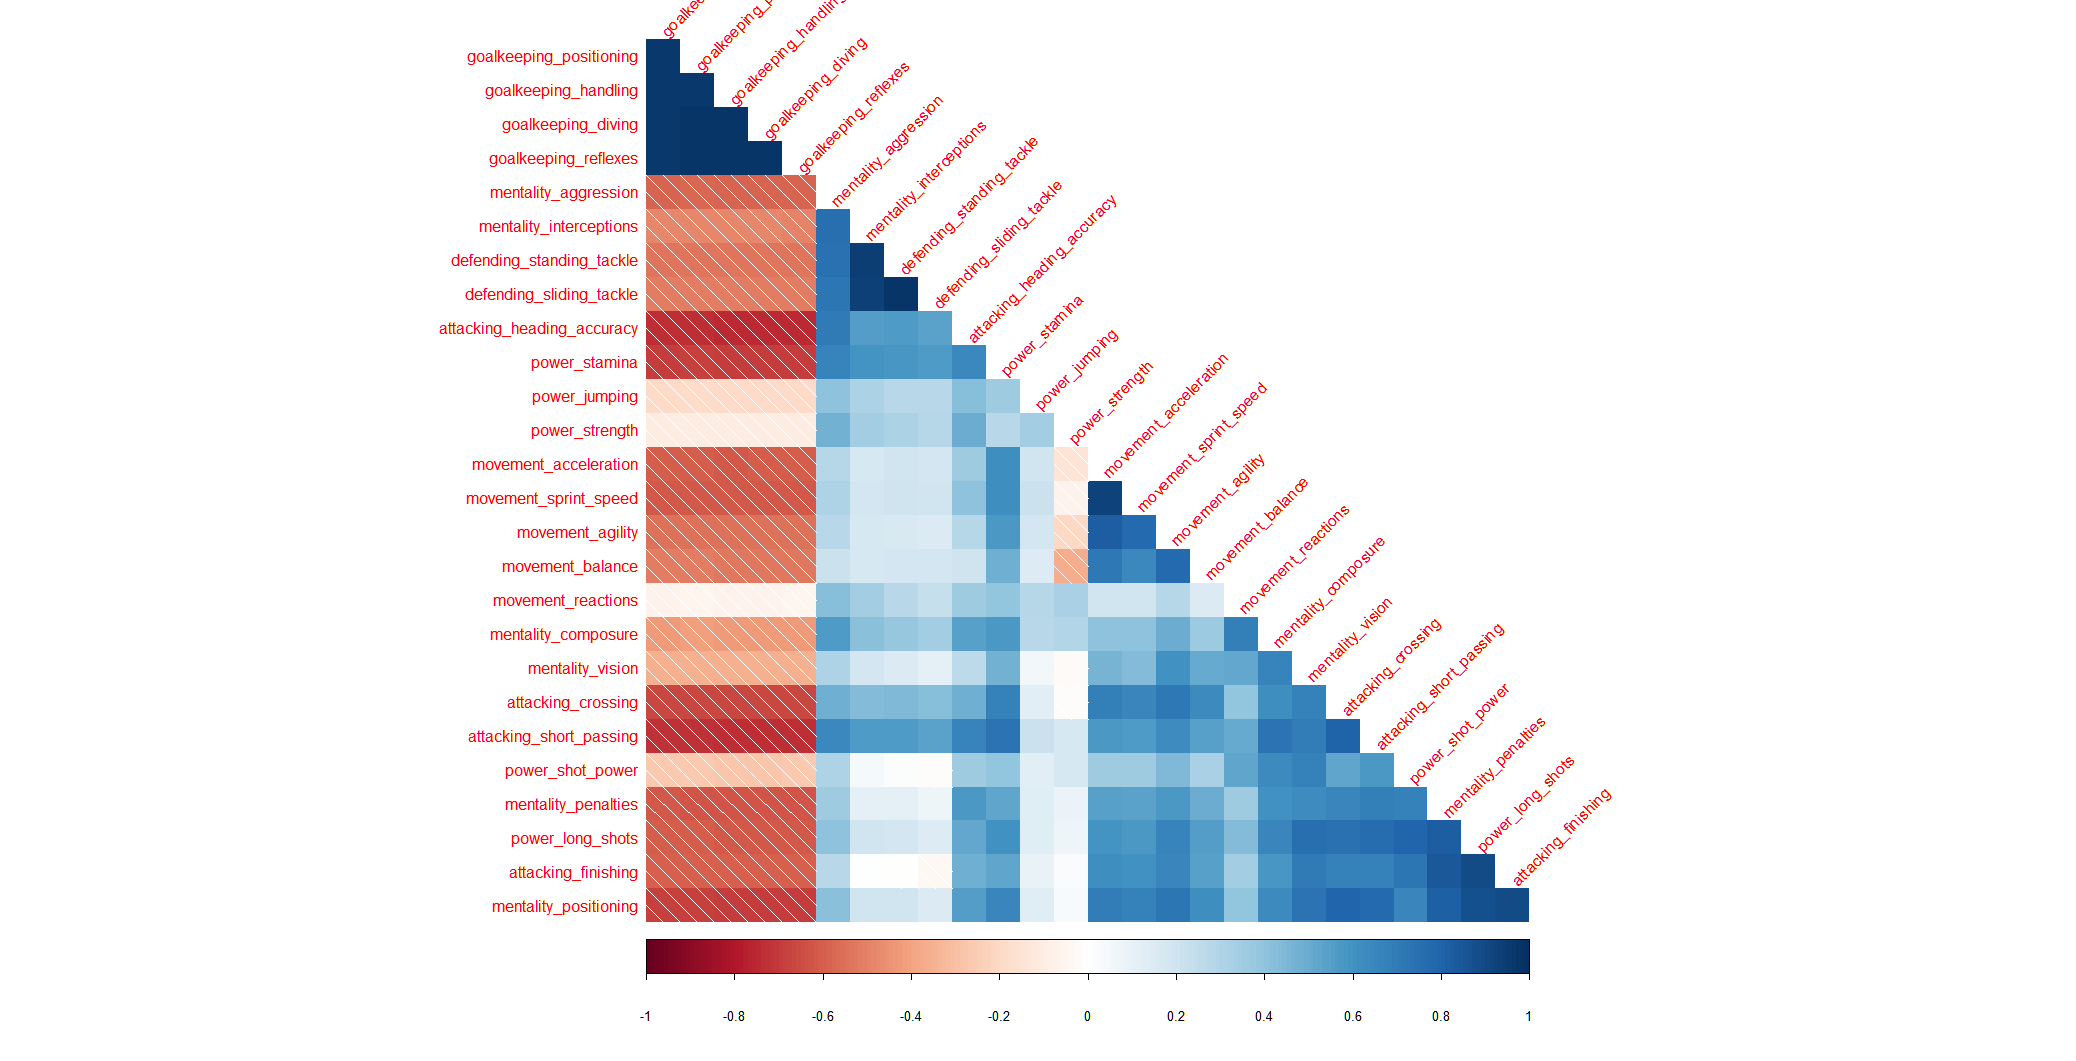 goalkeeping_handling
goalkeeping_diving
goalkeeping_reflexes
mentality_aggression
mentality_interceptions
defending_standing_tackle
defending_sliding_tackle
attacking_heading_accuracy
power_stamina
power_jumping
power_strength
movement_acceleration
movement_sprint_speed
movement_agility
movement_balance
movement_reactions
mentality_composure
mentality_vision
attacking_crossing
attacking_short_passing
power_shot_power
mentality_penalties
power_long_shots
attacking_finishing
goalkeeping_positioning
goalkeeping_handling
goalkeeping_diving
goalkeeping_reflexes
mentality_aggression
mentality_interceptions
defending_standing_tackle
defending_sliding_tackle
attacking_heading_accuracy
power_stamina
power_jumping
power_strength
movement_acceleration
movement_sprint_speed
movement_agility
movement_balance
movement_reactions
mentality_composure
mentality_vision
attacking_crossing
attacking_short_passing
power_shot_power
mentality_penalties
power_long_shots
attacking_finishing
mentality_positioning
-1 -0.8 -0.6 -0.4 -0.2 0 0.2 0.4 0.6 0.8 1